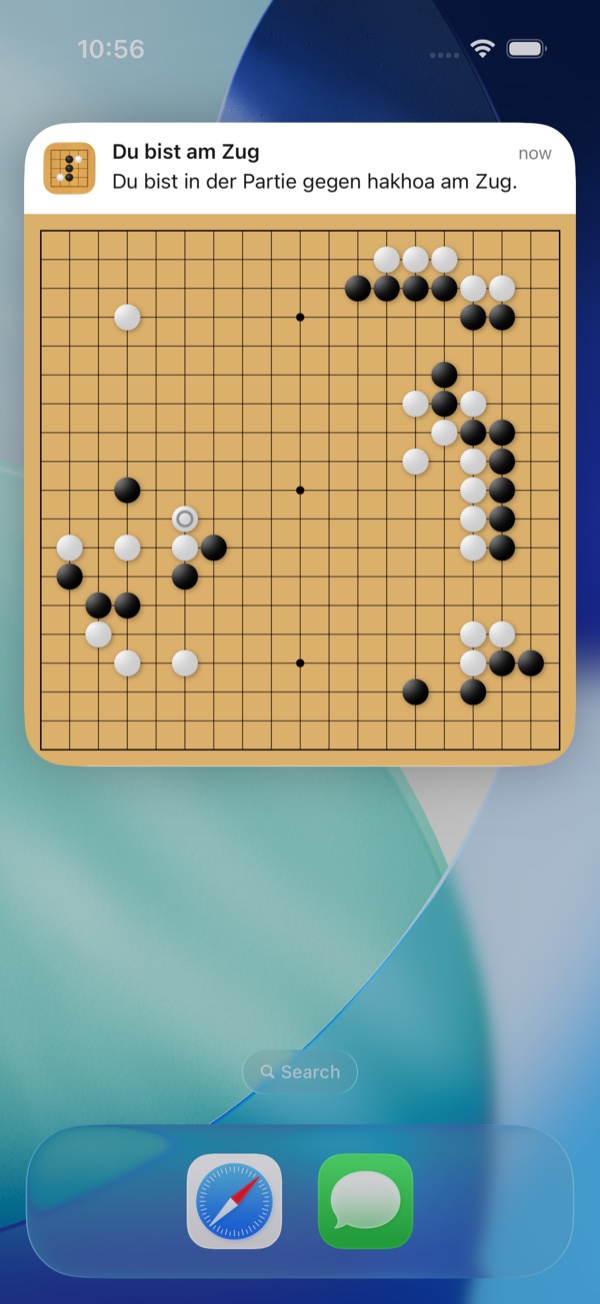 10:56
Du bist am Zug
now
Du bist in der Partie gegen hakhoa am Zug.
Search